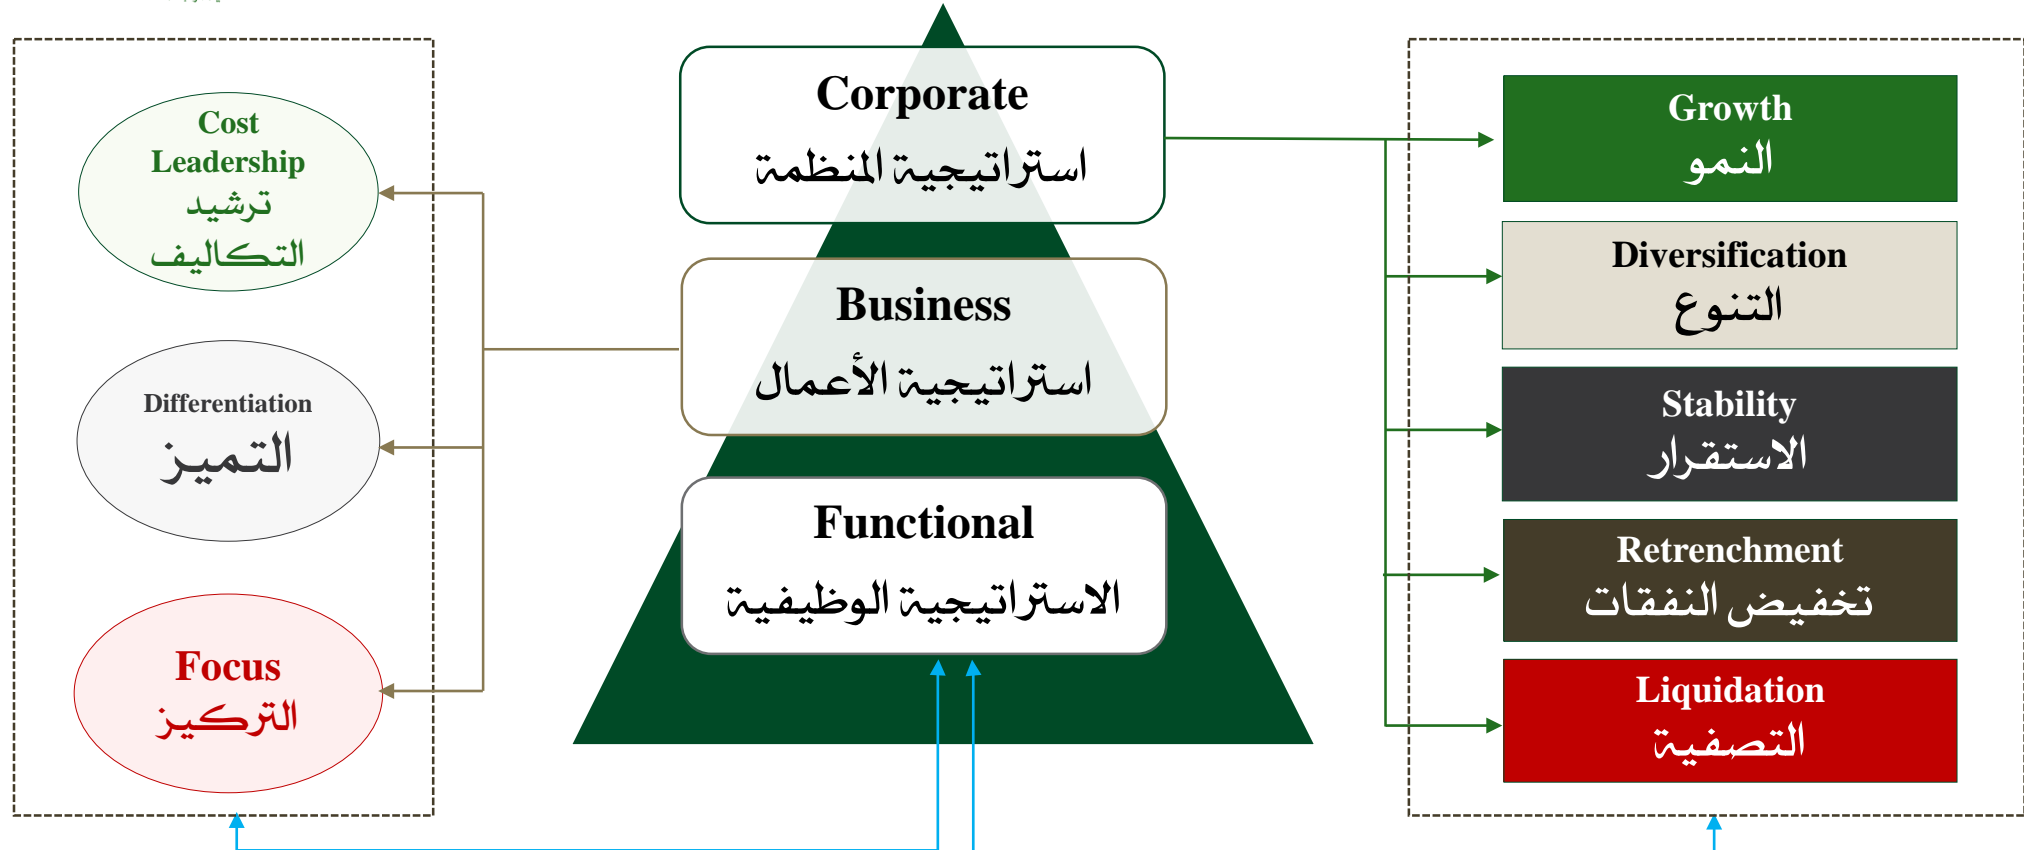 Corporate
استراتيجية المنظمة
Business
استراتيجية الأعمال
Functional
الاستراتيجية الوظيفية
Cost
Leadership
ترشيد
التكاليف
Differentiation
التميز
Focus
التركيز
Growth
النمو
Diversification
التنوع
Stability
الاستقرار
Retrenchment
تخفيض النفقات
Liquidation
التصفية